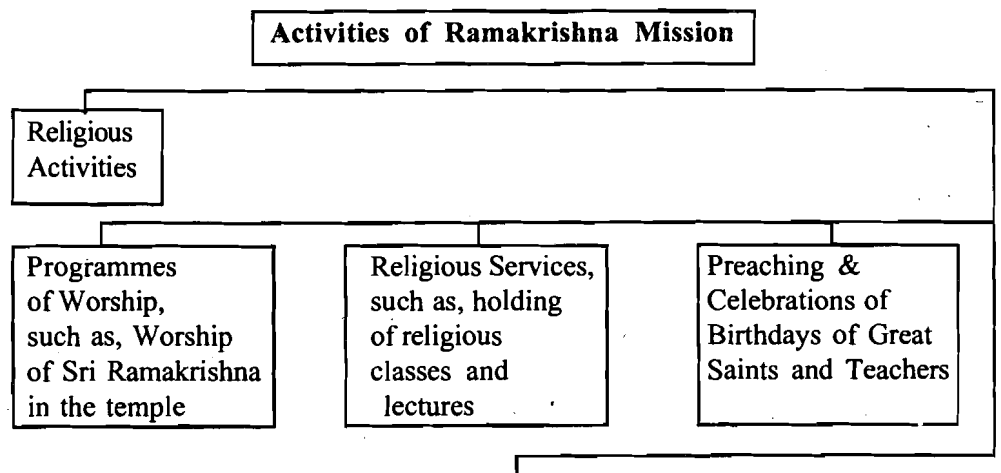 Activities of Ramakrishna Mission
Religious
Activities
Programmes
of Worship,
such as, Worship
of Sri Ramakrishna
in the temple
Religious Services,
such as, holding
of religious
classes and
lectures
Preaching &
Celebrations of
Birthdays of Great
Saints and Teachers